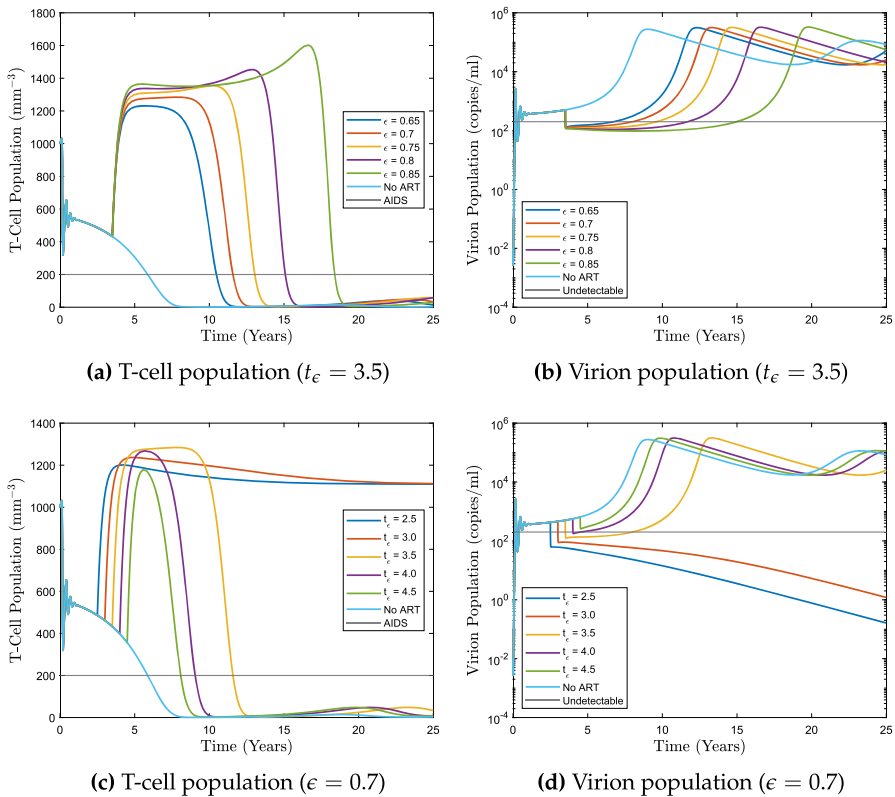 1800
1600
1400
1200
1000
800
600
400
200
0
T-Cell Population (mm⁻³)
ϵ = 0.65
ϵ = 0.7
ϵ = 0.75
ϵ = 0.8
ϵ = 0.85
No ART
AIDS
0 5 10 15 20 25
Time (Years)
(a) T-cell population (tϵ = 3.5)
10⁶
10⁴
10²
10⁰
10⁻²
10⁻⁴
Virion Population (copies/ml)
ϵ = 0.65
ϵ = 0.7
ϵ = 0.75
ϵ = 0.8
ϵ = 0.85
No ART
Undetectable
0 5 10 15 20 25
Time (Years)
(b) Virion population (tϵ = 3.5)
1400
1200
1000
800
600
400
200
0
T-Cell Population (mm⁻³)
tϵ = 2.5
tϵ = 3.0
tϵ = 3.5
tϵ = 4.0
tϵ = 4.5
No ART
AIDS
0 5 10 15 20 25
Time (Years)
(c) T-cell population (ϵ = 0.7)
10⁶
10⁴
10²
10⁰
10⁻²
10⁻⁴
Virion Population (copies/ml)
tϵ = 2.5
tϵ = 3.0
tϵ = 3.5
tϵ = 4.0
tϵ = 4.5
No ART
Undetectable
0 5 10 15 20 25
Time (Years)
(d) Virion population (ϵ = 0.7)